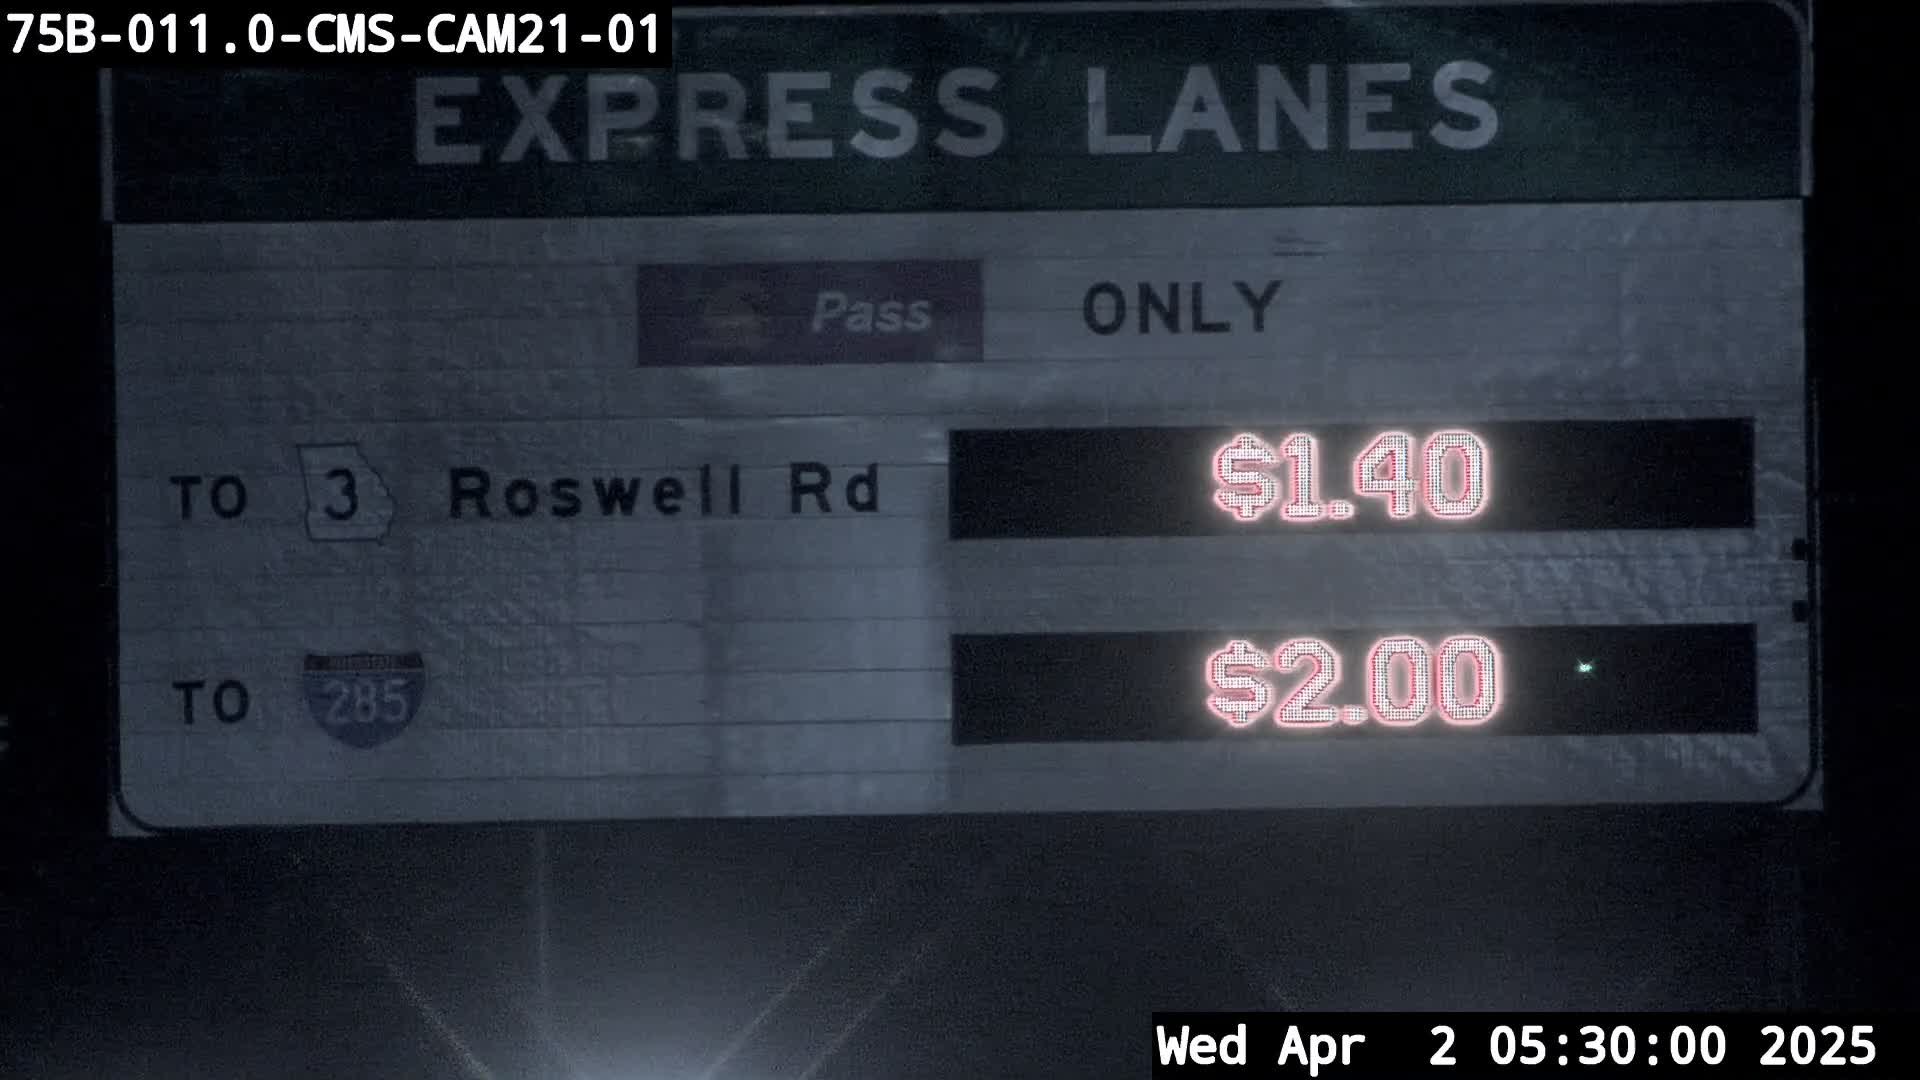 75B-011.0-CMS-CAM21-01
EXPRESS LANES
Pass ONLY
TO 3 Roswell Rd $1.40
INTERSTATE
TO 285 $2.00
Wed Apr 2 05:30:00 2025